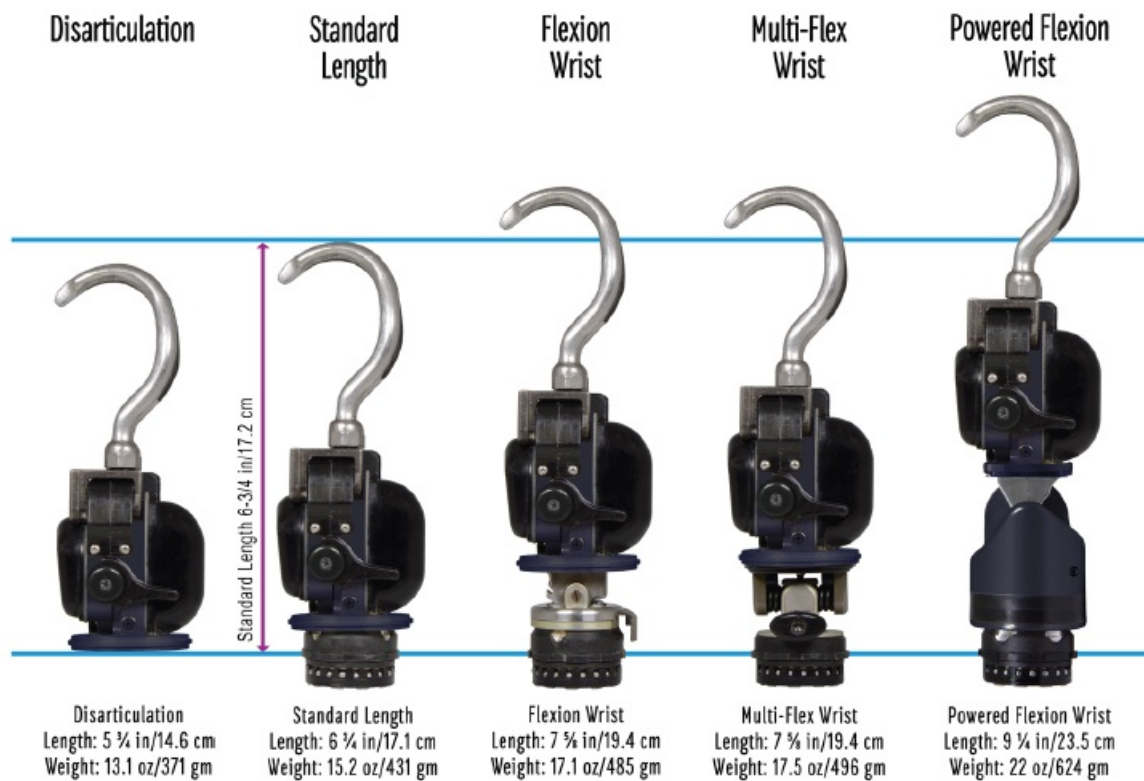 Disarticulation
Standard
Length
Flexion
Wrist
Multi-Flex
Wrist
Powered Flexion
Wrist
Standard Length 6-3/4 in/17.2 cm
Disarticulation
Length: 5 ¾ in/14.6 cm
Weight: 13.1 oz/371 gm
Standard Length
Length: 6 ¾ in/17.1 cm
Weight: 15.2 oz/431 gm
Flexion Wrist
Length: 7 ⅝ in/19.4 cm
Weight: 17.1 oz/485 gm
Multi-Flex Wrist
Length: 7 ⅝ in/19.4 cm
Weight: 17.5 oz/496 gm
Powered Flexion Wrist
Length: 9 ¼ in/23.5 cm
Weight: 22 oz/624 gm